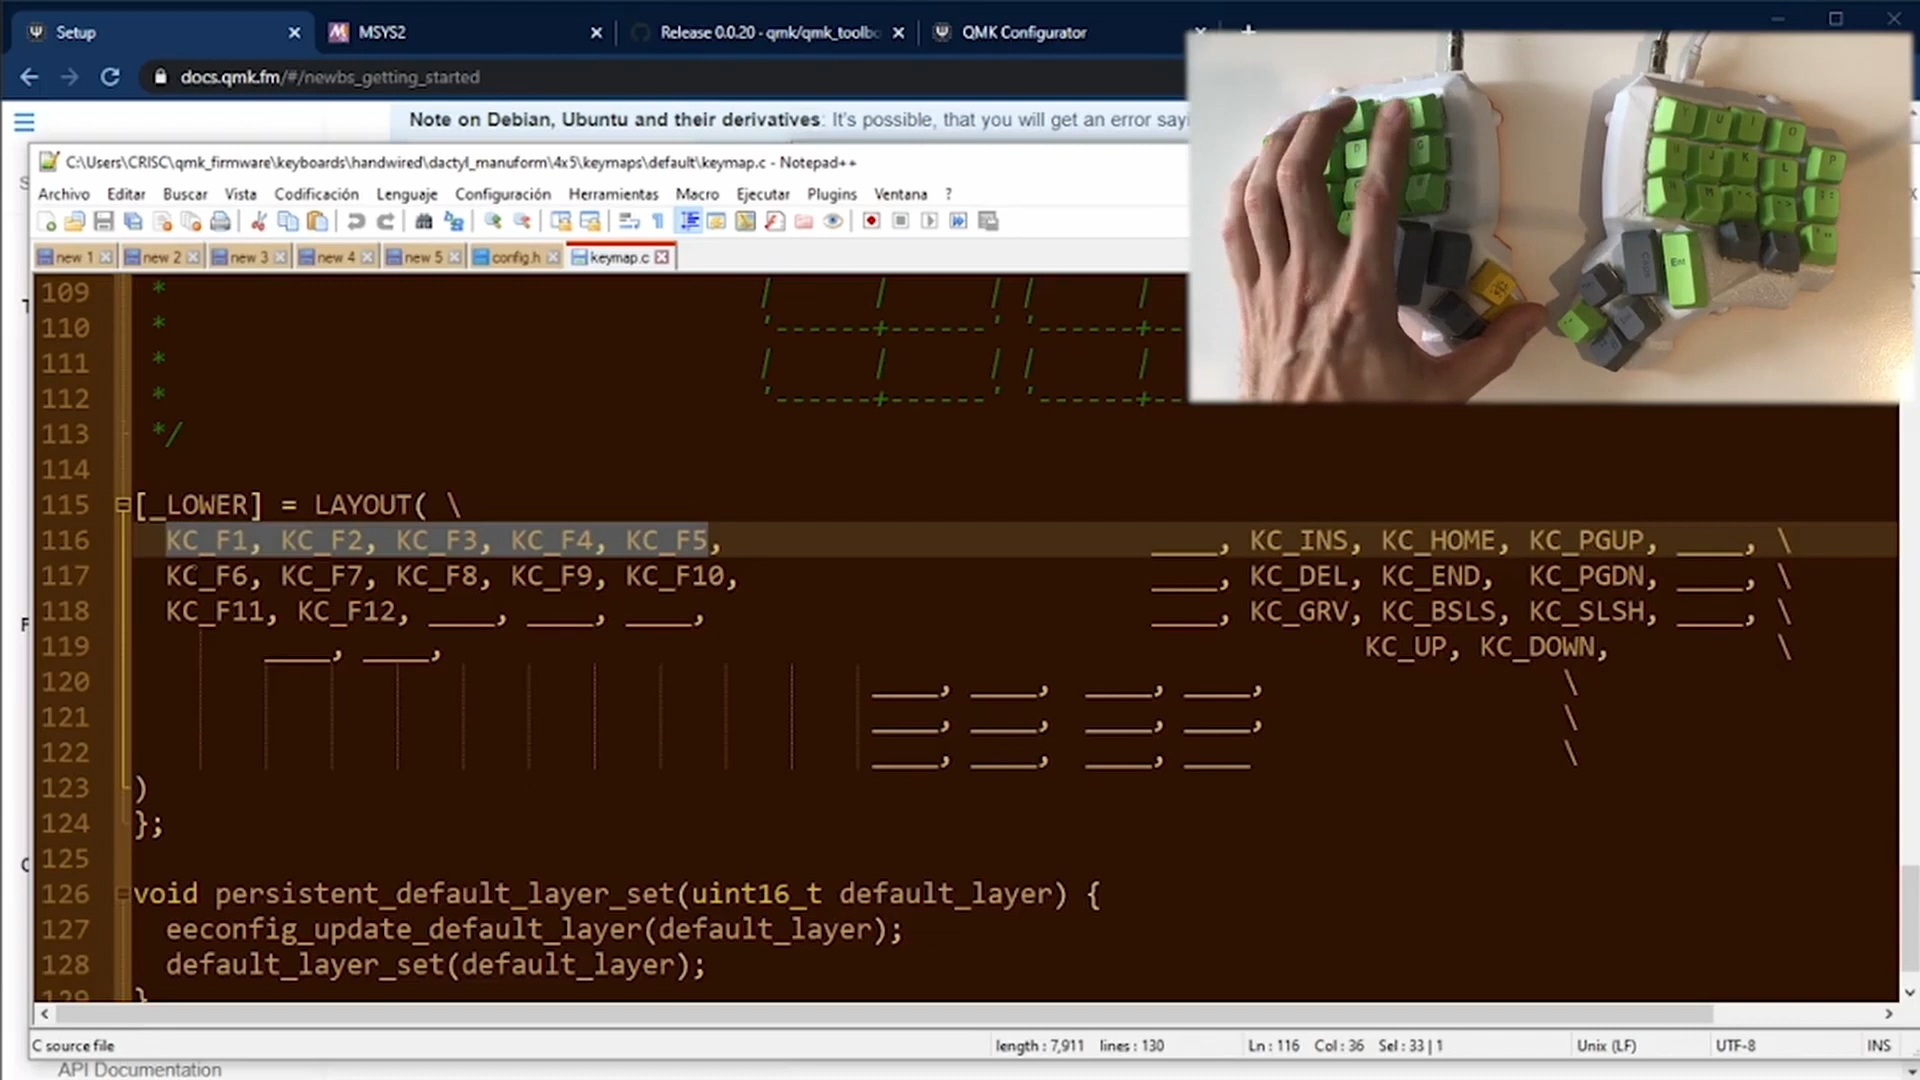 Setup
MSYS2
Release 0.0.20 - qmk/qmk_toolbo
QMK Configurator
docs.qmk.fm/#/newbs_getting_started
Note on Debian, Ubuntu and their derivatives: It's possible, that you will get an error sayi
C:\Users\CRISC\qmk_firmware\keyboards\handwired\dactyl_manuform\4x5\keymaps\default\keymap.c - Notepad++
Archivo Editar Buscar Vista Codificación Lenguaje Configuración Herramientas Macro Ejecutar Plugins Ventana ?
new 1 new 2 new 3 new 4 new 5 config.h keymap.c
109 * | | | | |
110 * '------+------' '------+------
111 * | | | | |
112 * '------+------' '------+------
113 */
114
115 [_LOWER] = LAYOUT( \
116 KC_F1, KC_F2, KC_F3, KC_F4, KC_F5, ____, KC_INS, KC_HOME, KC_PGUP, ____, \
117 KC_F6, KC_F7, KC_F8, KC_F9, KC_F10, ____, KC_DEL, KC_END, KC_PGDN, ____, \
118 KC_F11, KC_F12, ____, ____, ____, ____, KC_GRV, KC_BSLS, KC_SLSH, ____, \
119 ____, ____, KC_UP, KC_DOWN, \
120 ____, ____, ____, ____, \
121 ____, ____, ____, ____, \
122 ____, ____, ____, ____ \
123 )
124 };
125
126 void persistent_default_layer_set(uint16_t default_layer) {
127 eeconfig_update_default_layer(default_layer);
128 default_layer_set(default_layer);
129 }
C source file length : 7,911 lines : 130 Ln : 116 Col : 36 Sel : 33 | 1 Unix (LF) UTF-8 INS
API Documentation
Y U I O P
J K L
N M
D G
Ent
Caps